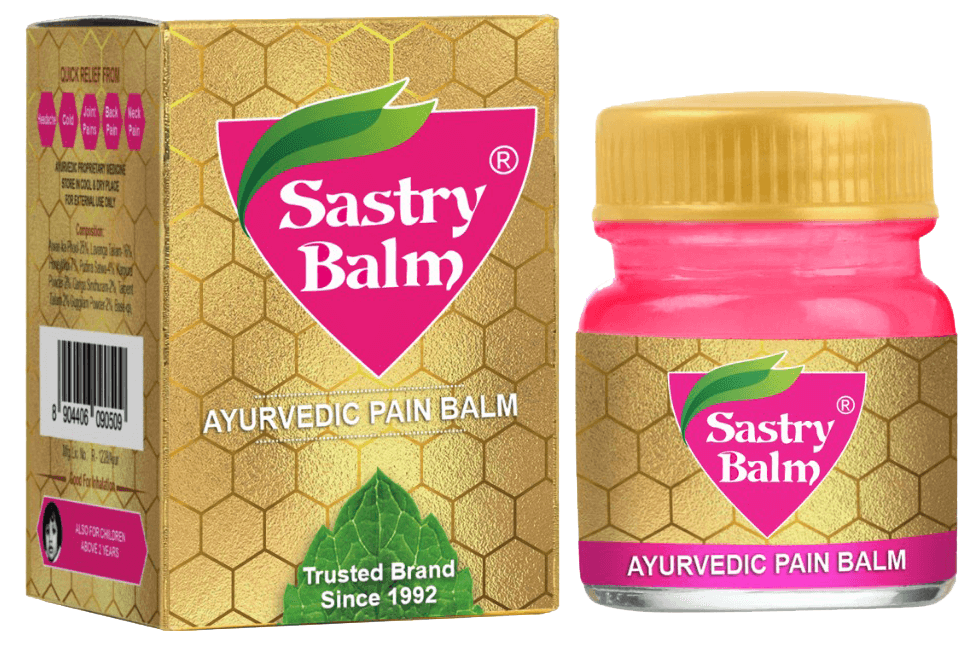 QUICK RELIEF FROM
Headache
Cold
Joint
Pains
Back
Pain
Neck
Pain
AYURVEDIC PROPRIETARY MEDICINE
STORE IN COOL & DRY PLACE
FOR EXTERNAL USE ONLY
Composition:
8 904406 090509
Good For Inhalation
ALSO FOR CHILDREN
ABOVE 2 YEARS
Sastry ®
Balm
AYURVEDIC PAIN BALM
Trusted Brand
Since 1992
Sastry ®
Balm
AYURVEDIC PAIN BALM